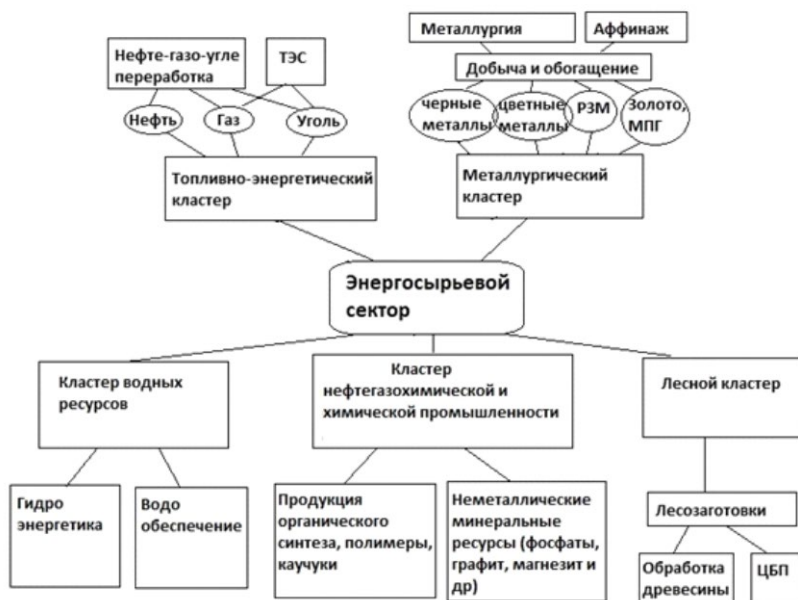 Нефте-газо-угле
переработка
ТЭС
Металлургия
Аффинаж
Добыча и обогащение
Нефть
Газ
Уголь
черные
металлы
цветные
металлы
РЗМ
Золото,
МПГ
Топливно-энергетический
кластер
Металлургический
кластер
Энергосырьевой
сектор
Кластер водных
ресурсов
Кластер
нефтегазохимической и
химической промышленности
Лесной кластер
Гидро
энергетика
Водо
обеспечение
Продукция
органического
синтеза, полимеры,
каучуки
Неметаллические
минеральные
ресурсы (фосфаты,
графит, магнезит и
др)
Лесозаготовки
Обработка
древесины
ЦБП